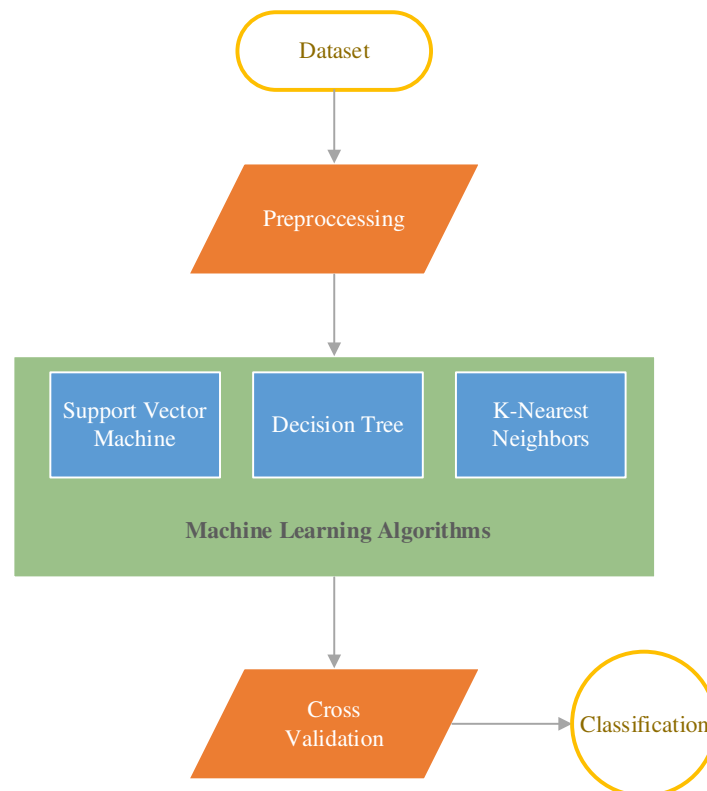 Dataset
Preproccessing
Support Vector
Machine
Decision Tree
K-Nearest
Neighbors
Machine Learning Algorithms
Cross
Validation
Classification